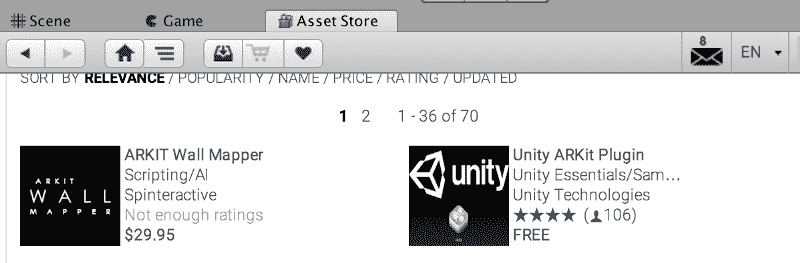 Scene Game Asset Store
8
EN
SORT BY RELEVANCE / POPULARITY / NAME / PRICE / RATING / UPDATED
1 2 1 - 36 of 70
ARKIT
WALL
MAPPER
ARKIT Wall Mapper
Scripting/AI
Spinteractive
Not enough ratings
$29.95
unity
Unity ARKit Plugin
Unity Essentials/Sam...
Unity Technologies
★★★★ (106)
FREE